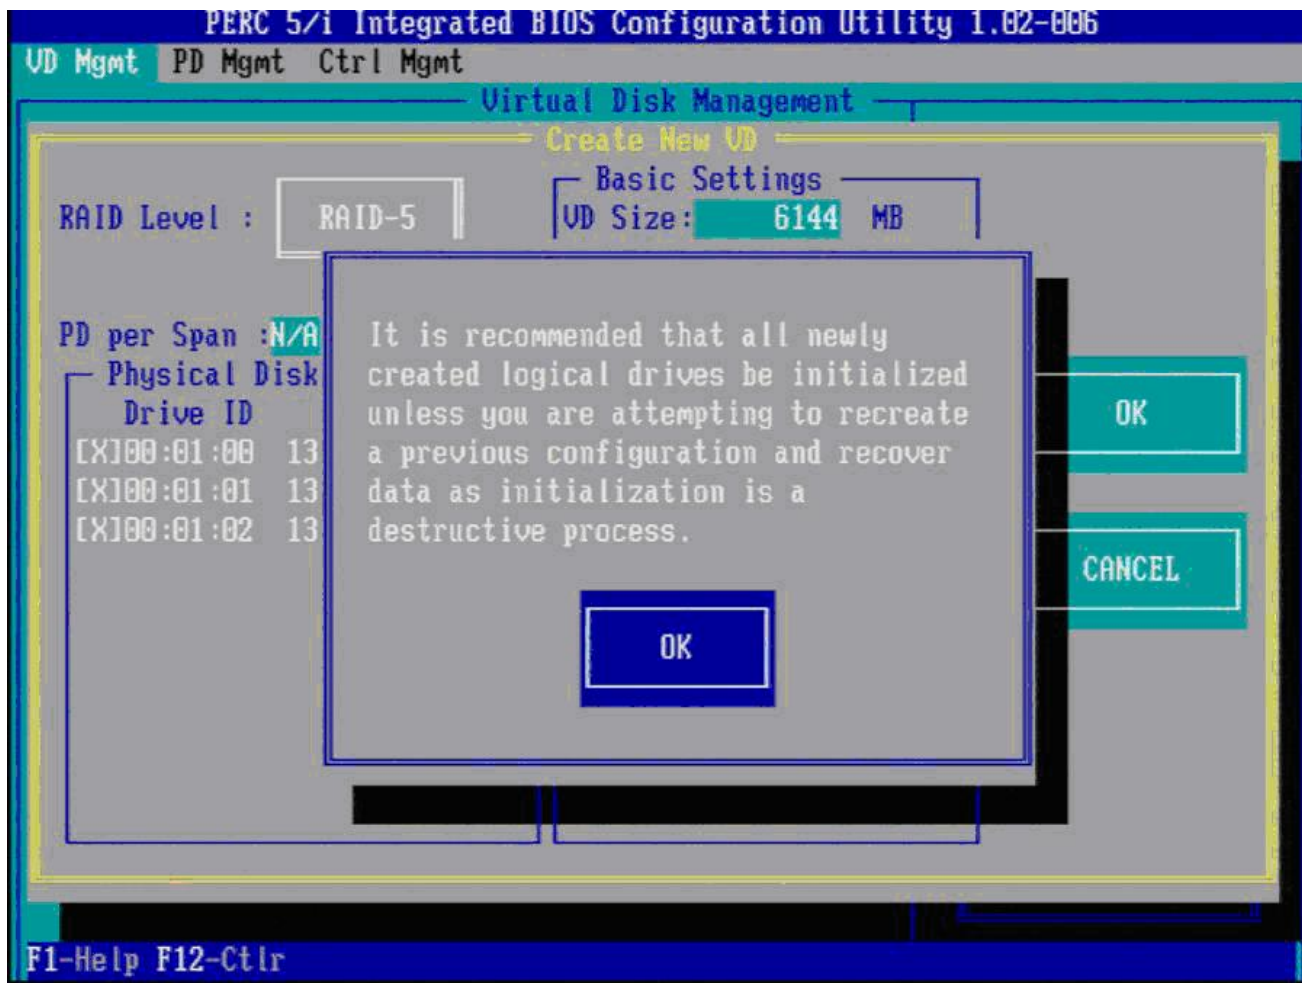 PERC 5/i Integrated BIOS Configuration Utility 1.02-006
VD Mgmt PD Mgmt Ctrl Mgmt
Virtual Disk Management
Create New VD
Basic Settings
RAID Level : RAID-5 VD Size: 6144 MB
PD per Span :N/A
Physical Disk
Drive ID
[X]00:01:00 13
[X]00:01:01 13
[X]00:01:02 13
It is recommended that all newly
created logical drives be initialized
unless you are attempting to recreate
a previous configuration and recover
data as initialization is a
destructive process.
OK
OK
CANCEL
F1-Help F12-Ctlr